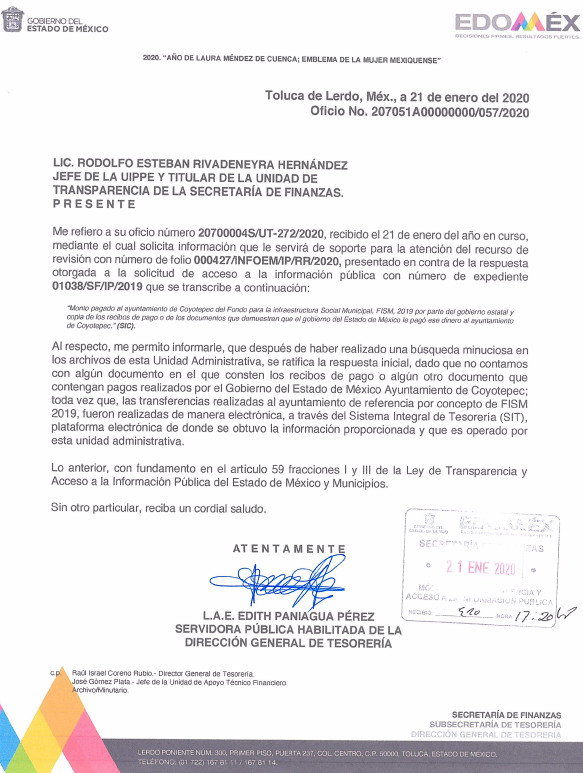 GOBIERNO DEL
ESTADO DE MÉXICO
EDOMÉX
DECISIONES FIRMES, RESULTADOS FUERTES.
2020. “AÑO DE LAURA MÉNDEZ DE CUENCA; EMBLEMA DE LA MUJER MEXIQUENSE”
Toluca de Lerdo, Méx., a 21 de enero del 2020
Oficio No. 207051A00000000/057/2020
LIC. RODOLFO ESTEBAN RIVADENEYRA HERNÁNDEZ
JEFE DE LA UIPPE Y TITULAR DE LA UNIDAD DE
TRANSPARENCIA DE LA SECRETARÍA DE FINANZAS.
P R E S E N T E
Me refiero a su oficio número 20700004S/UT-272/2020, recibido el 21 de enero del año en curso,
mediante el cual solicita información que le servirá de soporte para la atención del recurso de
revisión con número de folio 000427/INFOEM/IP/RR/2020, presentado en contra de la respuesta
otorgada a la solicitud de acceso a la información pública con número de expediente
01038/SF/IP/2019 que se transcribe a continuación:
"Monto pagado al ayuntamiento de Coyotepec del Fondo para la infraestructura Social Municipal, FISM, 2019 por parte del gobierno estatal y
copia de los recibos de pago o de los documentos que demuestren que el gobierno del Estado de México le pagó ese dinero al ayuntamiento
de Coyotepec." (SIC).
Al respecto, me permito informarle, que después de haber realizado una búsqueda minuciosa en
los archivos de esta Unidad Administrativa, se ratifica la respuesta inicial, dado que no contamos
con algún documento en el que consten los recibos de pago o algún otro documento que
contengan pagos realizados por el Gobierno del Estado de México Ayuntamiento de Coyotepec;
toda vez que, las transferencias realizadas al ayuntamiento de referencia por concepto de FISM
2019, fueron realizadas de manera electrónica, a través del Sistema Integral de Tesorería (SIT),
plataforma electrónica de donde se obtuvo la información proporcionada y que es operado por
esta unidad administrativa.
Lo anterior, con fundamento en el articulo 59 fracciones I y III de la Ley de Transparencia y
Acceso a la Información Pública del Estado de México y Municipios.
Sin otro particular, reciba un cordial saludo.
A T E N T A M E N T E
L.A.E. EDITH PANIAGUA PÉREZ
SERVIDORA PÚBLICA HABILITADA DE LA
DIRECCIÓN GENERAL DE TESORERÍA
EDOMÉX
SECRETARÍA
21 ENE 2020
ACCESO A LA
PÚBLICA
RECIBIO:
HORA 17:20
c.p. Raúl Israel Coreno Rubio.- Director General de Tesorería.
José Gómez Plata - Jefe de la Unidad de Apoyo Técnico Financiero.
Archivo/Minutario.
SECRETARÍA DE FINANZAS
SUBSECRETARÍA DE TESORERÍA
DIRECCIÓN GENERAL DE TESORERÍA
LERDO PONIENTE NÚM. 300, PRIMER PISO, PUERTA 237, COL. CENTRO, C.P. 50000, TOLUCA, ESTADO DE MÉXICO.
TELÉFONO: (01 722) 167 81 11 / 167 81 14.